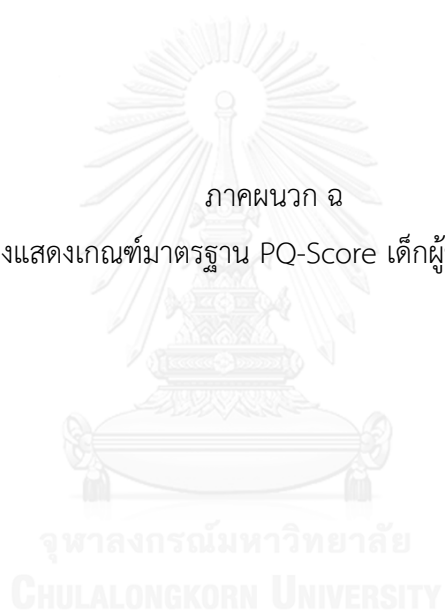 ภาคผนวก ฉ
งแสดงเกณฑ์มาตรฐาน PQ-Score เด็กผู้
จุฬาลงกรณ์มหาวิทยาลัย
CHULALONGKORN UNIVERSITY